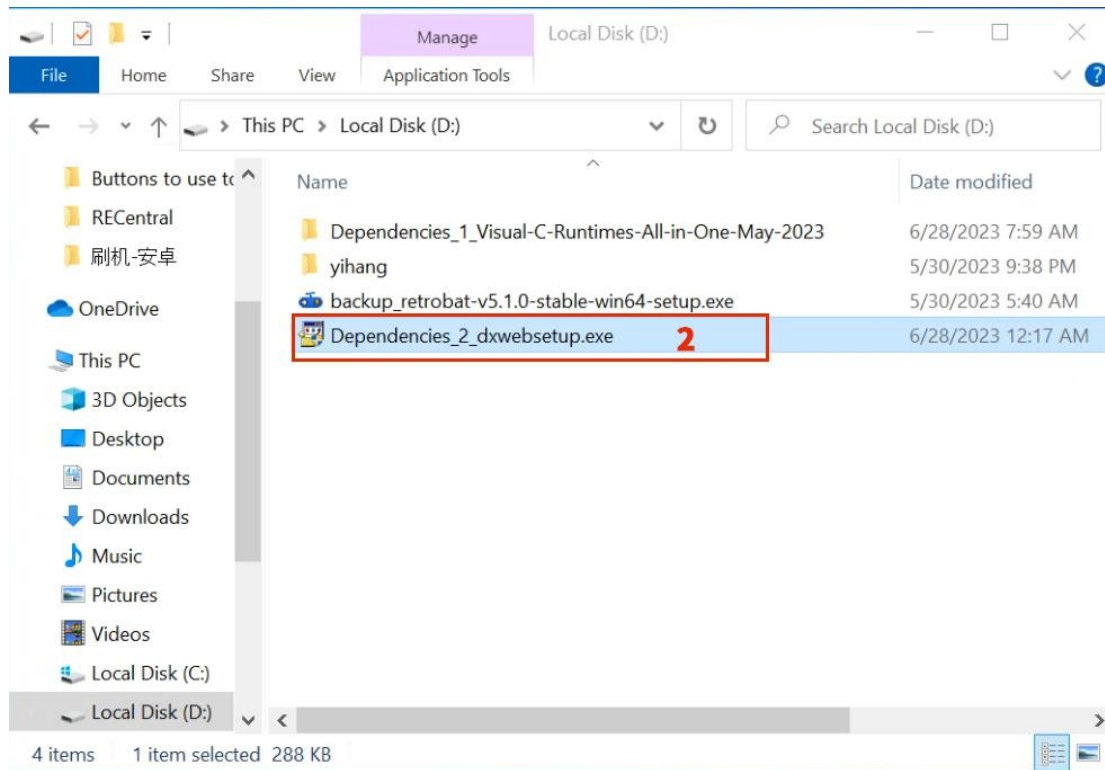 Manage
Local Disk (D:)
File Home Share View Application Tools ?
This PC > Local Disk (D:)
Search Local Disk (D:)
Buttons to use to
RECentral
刷机-安卓
OneDrive
This PC
3D Objects
Desktop
Documents
Downloads
Music
Pictures
Videos
Local Disk (C:)
Local Disk (D:)
Name Date modified
Dependencies_1_Visual-C-Runtimes-All-in-One-May-2023 6/28/2023 7:59 AM
yihang 5/30/2023 9:38 PM
backup_retrobat-v5.1.0-stable-win64-setup.exe 5/30/2023 5:40 AM
Dependencies_2_dxwebsetup.exe 2 6/28/2023 12:17 AM
4 items 1 item selected 288 KB